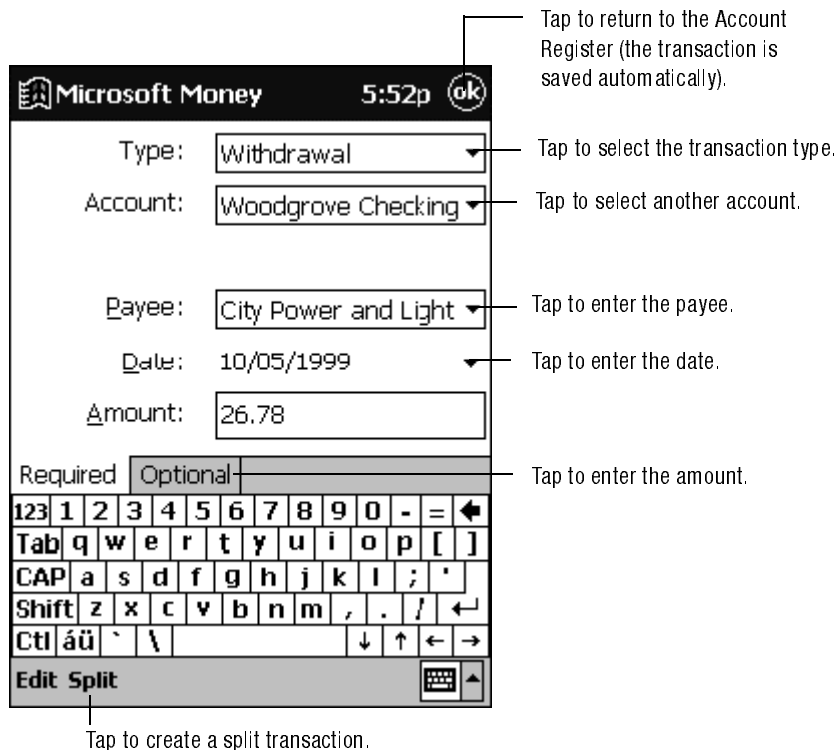 Tap to return to the Account
Register (the transaction is
saved automatically).
Microsoft Money 5:52p ok
Type: Withdrawal
Tap to select the transaction type.
Account: Woodgrove Checking
Tap to select another account.
Payee: City Power and Light
Tap to enter the payee.
Date: 10/05/1999
Tap to enter the date.
Amount: 26.78
Required Optional
Tap to enter the amount.
123 1 2 3 4 5 6 7 8 9 0 - = 🡄
Tab q w e r t y u i o p [ ]
CAP a s d f g h j k l ; '
Shift z x c v b n m , . / ↵
Ctl áü ` \ ↓ ↑ ← →
Edit Split
Tap to create a split transaction.